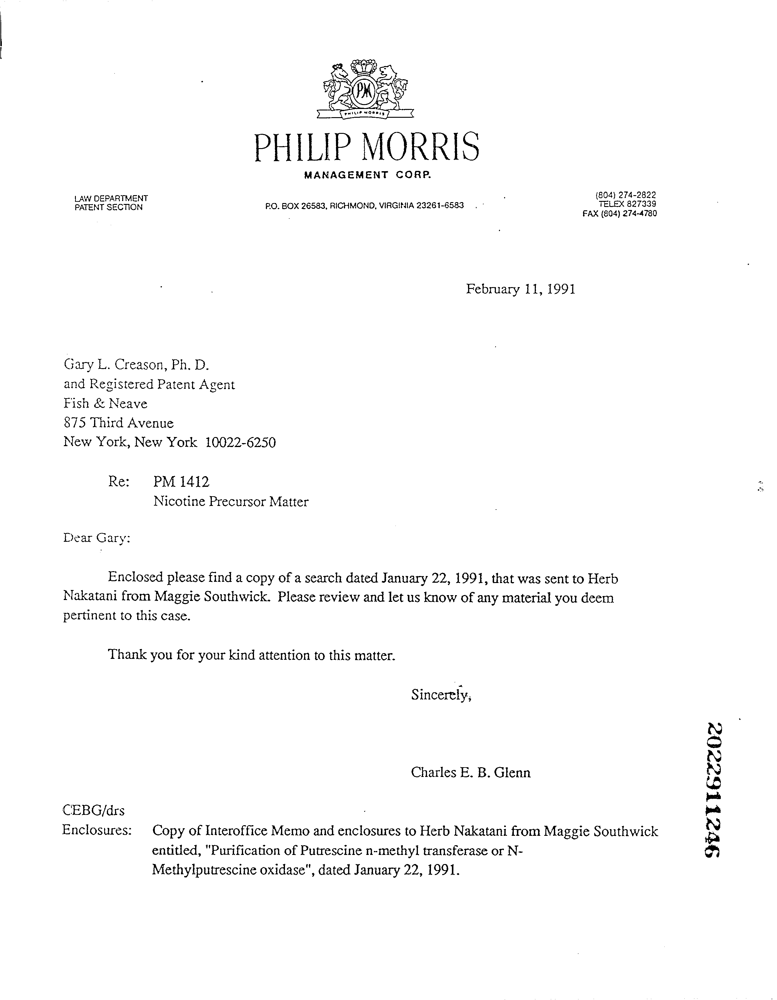 PM
PHILIP MORRIS
PHILIP MORRIS
MANAGEMENT CORP.
LAW DEPARTMENT
PATENT SECTION
P.O. BOX 26583, RICHMOND, VIRGINIA 23261-6583
(804) 274-2822
TELEX 827339
FAX (804) 274-4780
February 11, 1991
Gary L. Creason, Ph. D.
and Registered Patent Agent
Fish & Neave
875 Third Avenue
New York, New York 10022-6250
Re: PM 1412
Nicotine Precursor Matter
Dear Gary:
Enclosed please find a copy of a search dated January 22, 1991, that was sent to Herb
Nakatani from Maggie Southwick. Please review and let us know of any material you deem
pertinent to this case.
Thank you for your kind attention to this matter.
Sincerely,
Charles E. B. Glenn
CEBG/drs
Enclosures: Copy of Interoffice Memo and enclosures to Herb Nakatani from Maggie Southwick
entitled, "Purification of Putrescine n-methyl transferase or N-
Methylputrescine oxidase", dated January 22, 1991.
2022911246